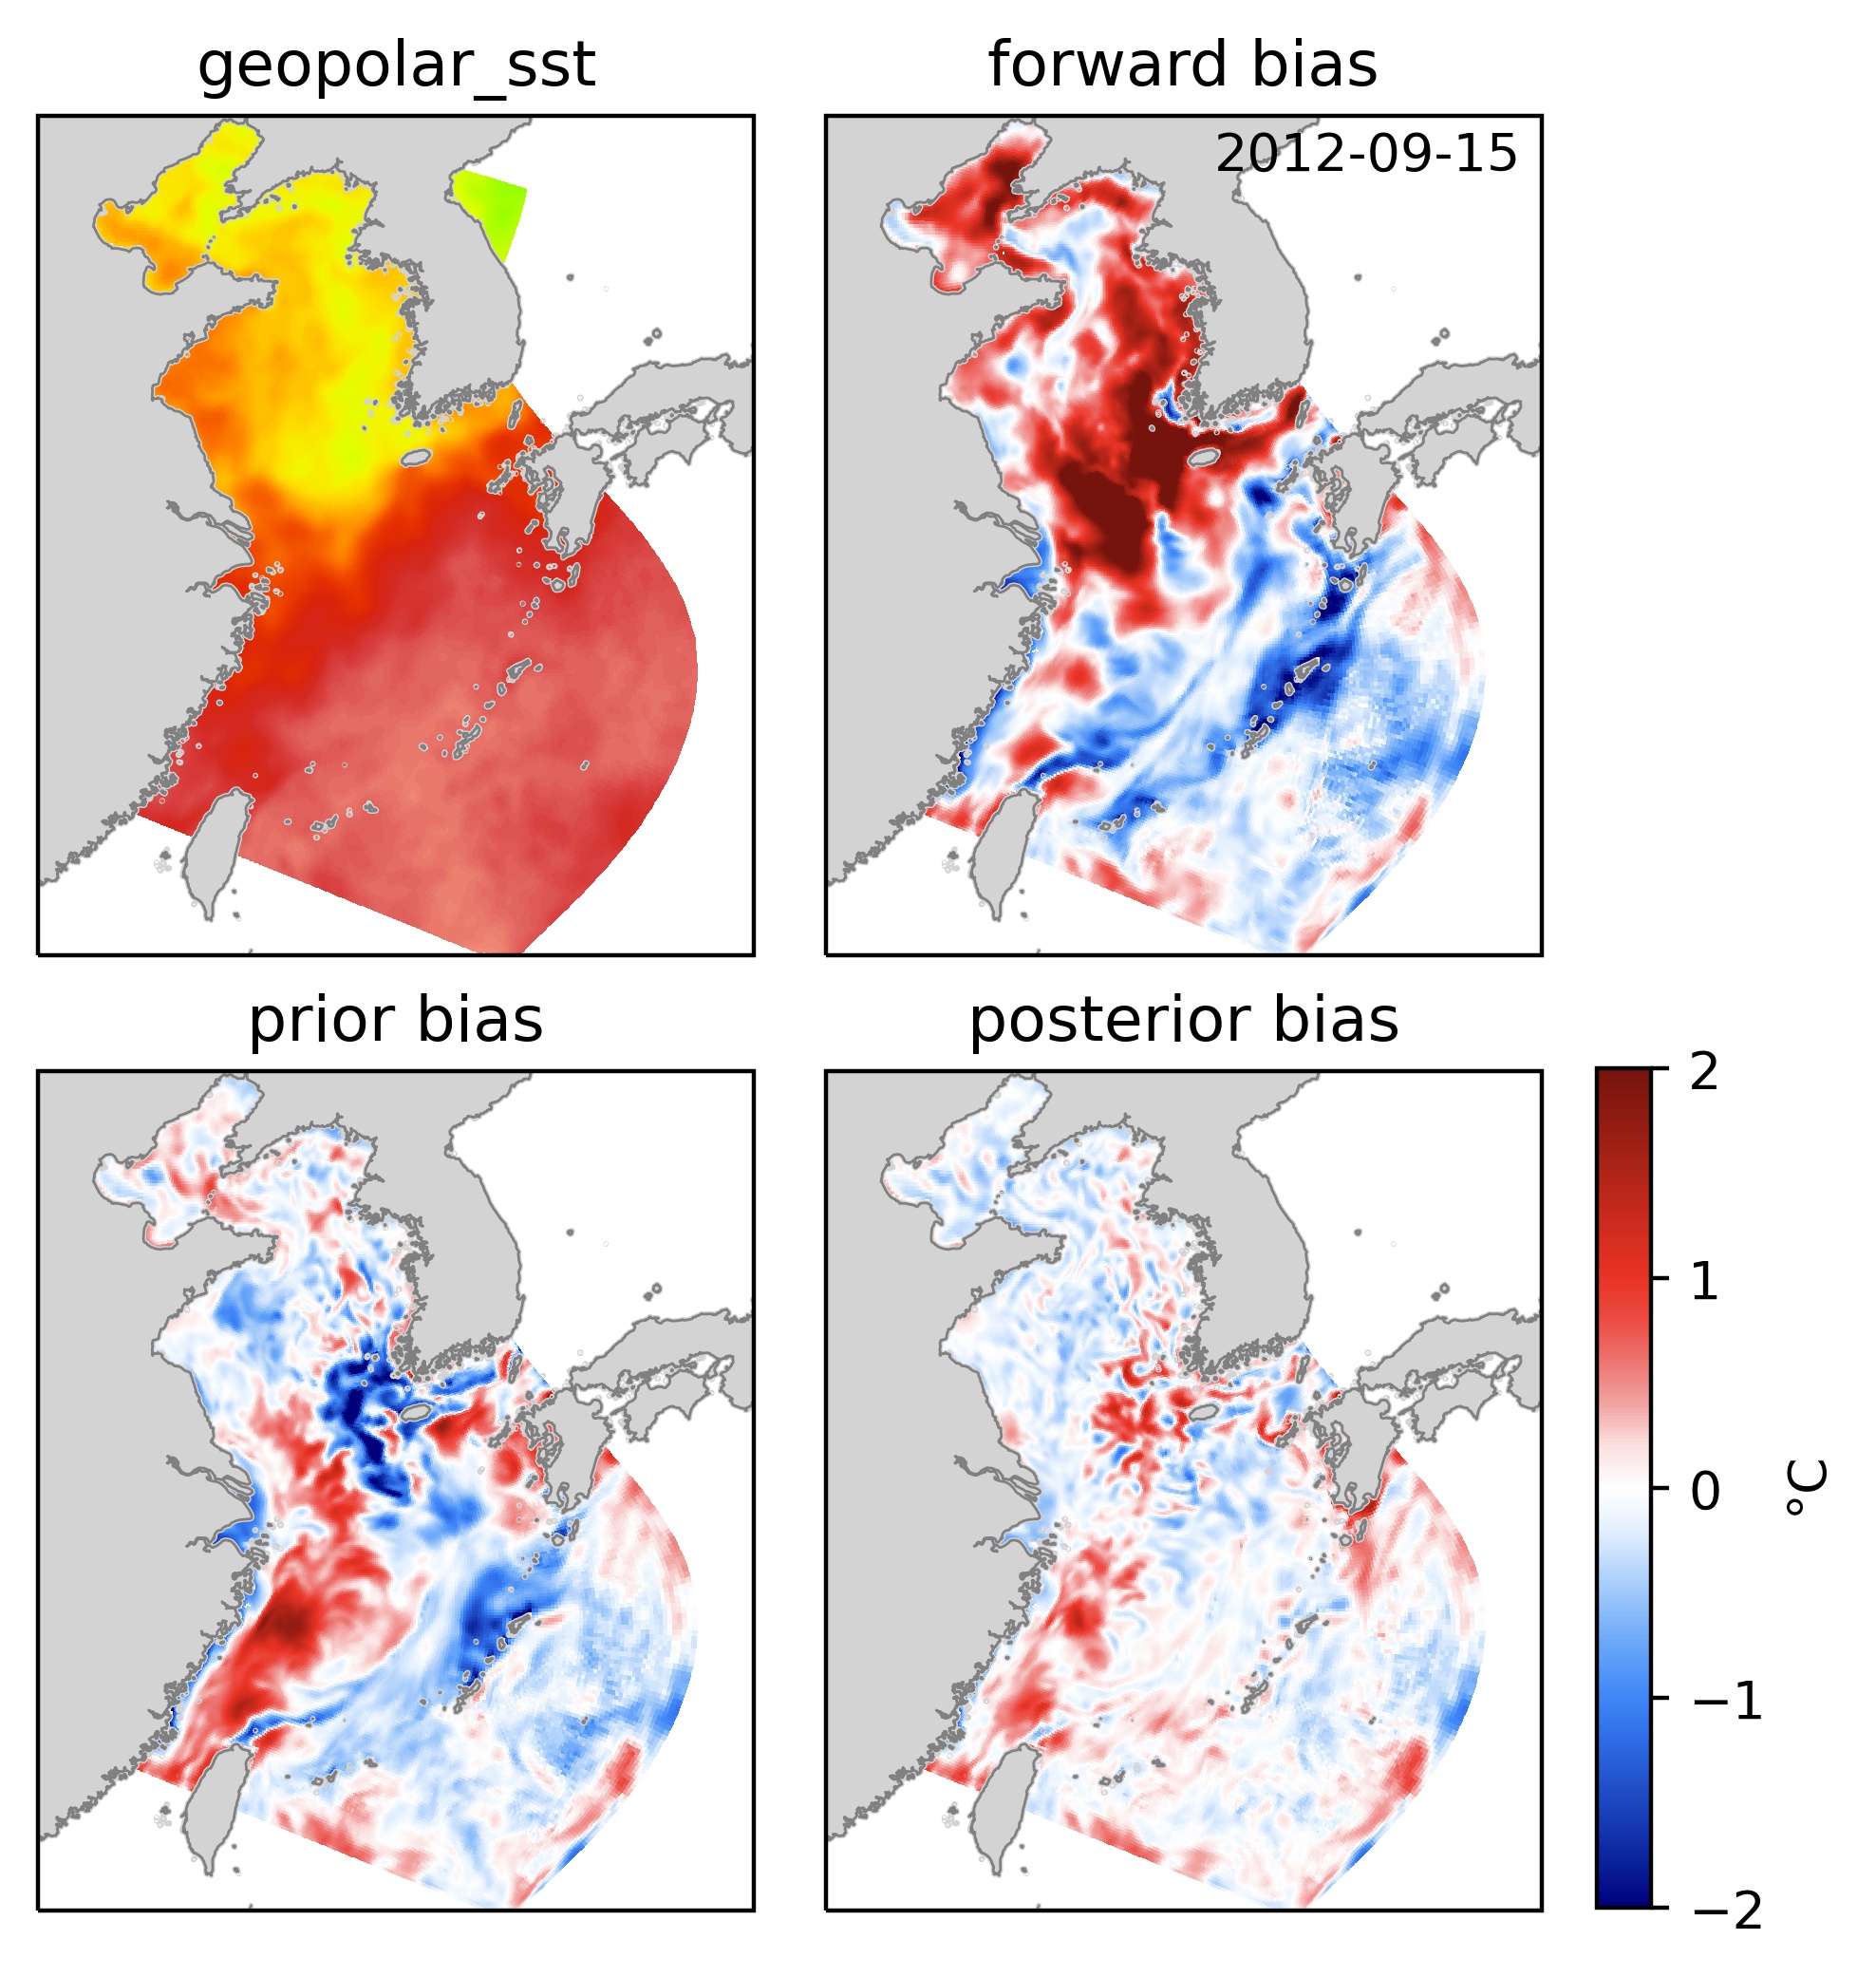 geopolar_sst
forward bias
2012-09-15
prior bias
posterior bias
2
1
0
−1
−2
°C